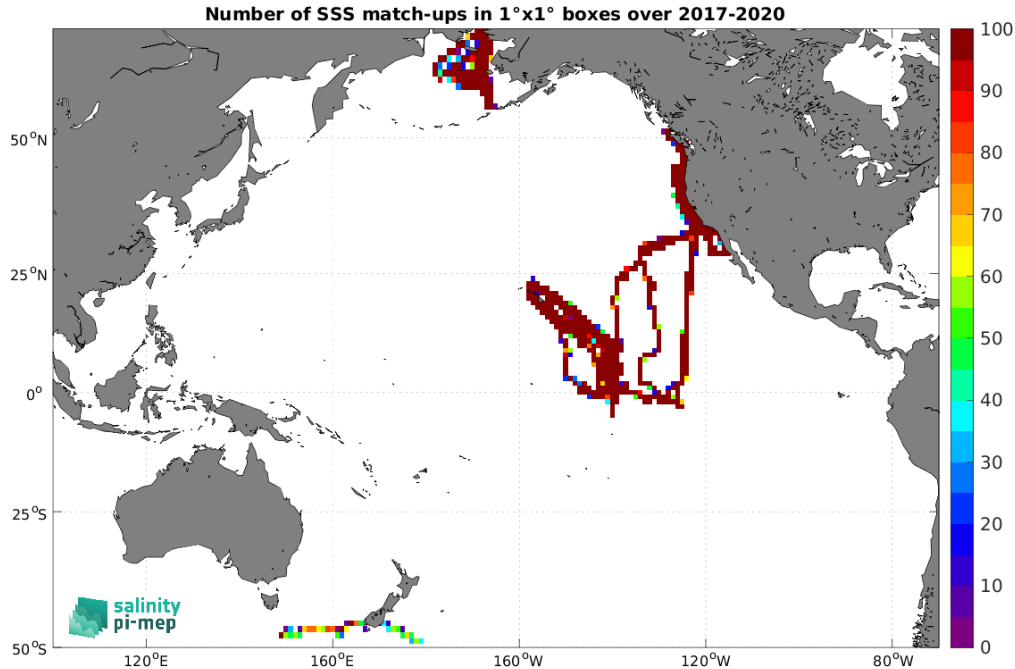 Number of SSS match-ups in 1°x1° boxes over 2017-2020
100
90
80
70
60
50
40
30
20
10
0
50°N
25°N
0°
25°S
50°S
120°E
160°E
160°W
120°W
80°W
salinity
pi-mep